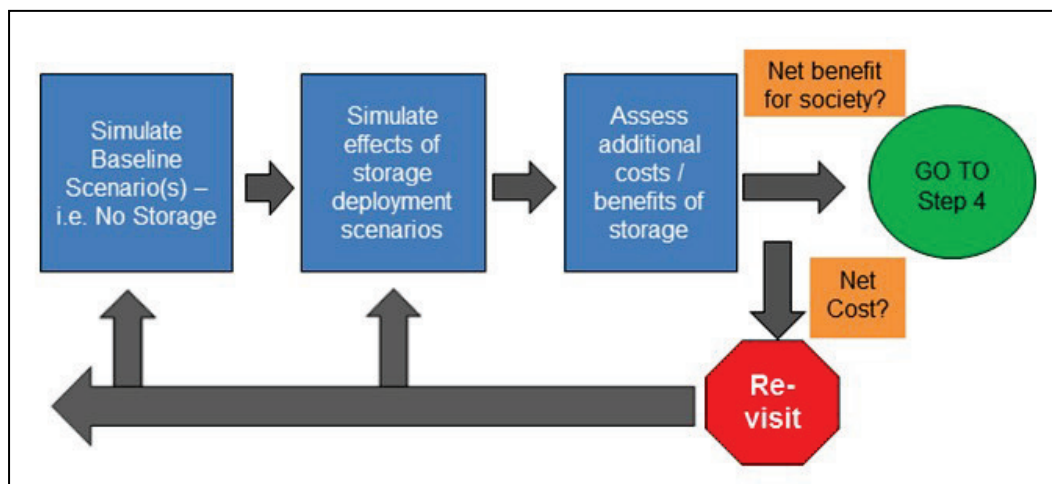 Simulate
Baseline
Scenario(s) –
i.e. No Storage
Simulate
effects of
storage
deployment
scenarios
Assess
additional
costs /
benefits of
storage
Net benefit
for society?
GO TO
Step 4
Net
Cost?
Re-
visit